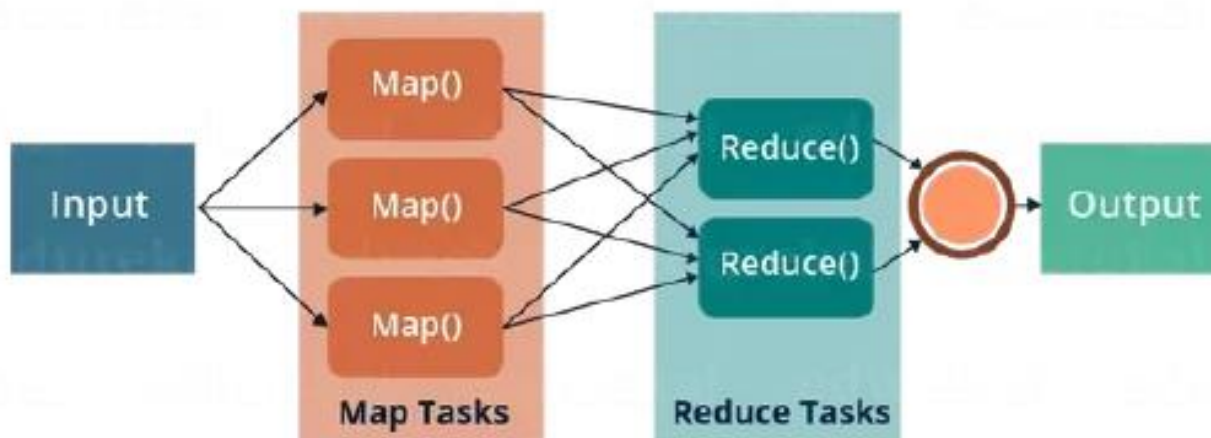 Input
Map()
Map()
Map()
Map Tasks
Reduce()
Reduce()
Reduce Tasks
Output